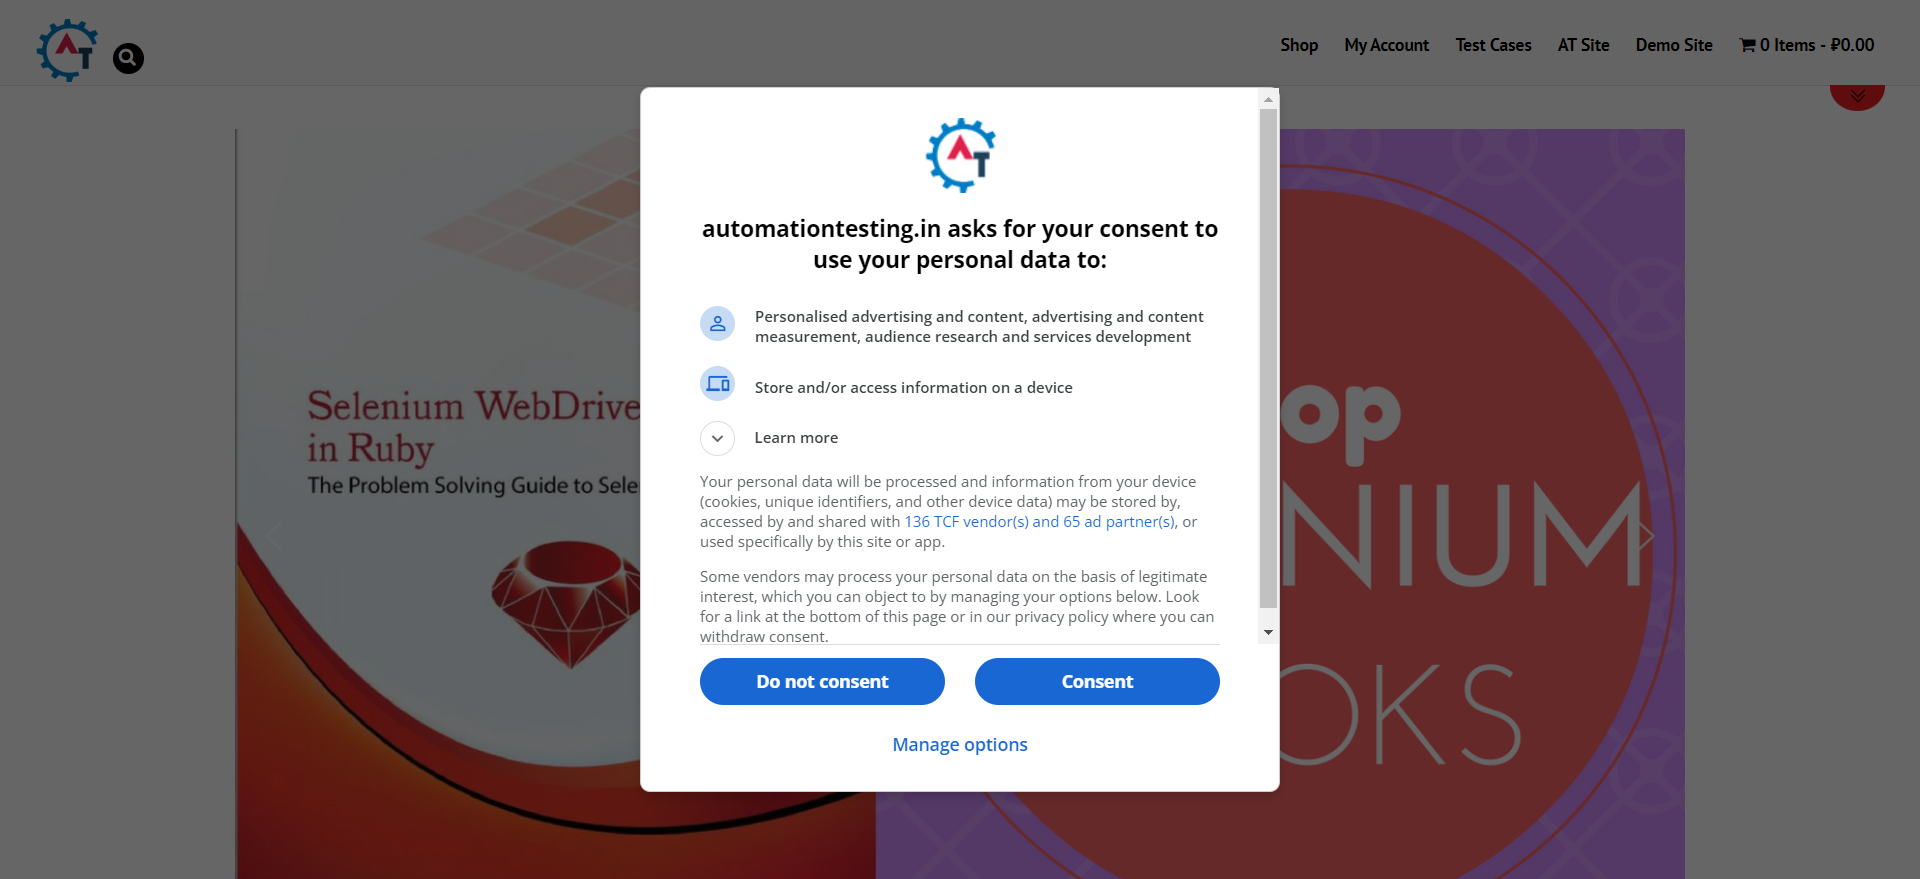 AT
Shop
My Account
Test Cases
AT Site
Demo Site
0 Items - ₽0.00
AT
automationtesting.in asks for your consent to
use your personal data to:
Personalised advertising and content, advertising and content
measurement, audience research and services development
Store and/or access information on a device
Learn more
Your personal data will be processed and information from your device
(cookies, unique identifiers, and other device data) may be stored by,
accessed by and shared with 136 TCF vendor(s) and 65 ad partner(s), or
used specifically by this site or app.
Some vendors may process your personal data on the basis of legitimate
interest, which you can object to by managing your options below. Look
for a link at the bottom of this page or in our privacy policy where you can
withdraw consent.
Do not consent
Consent
Manage options
Selenium WebDrive
in Ruby
The Problem Solving Guide to Sele
op
NIUM
OKS